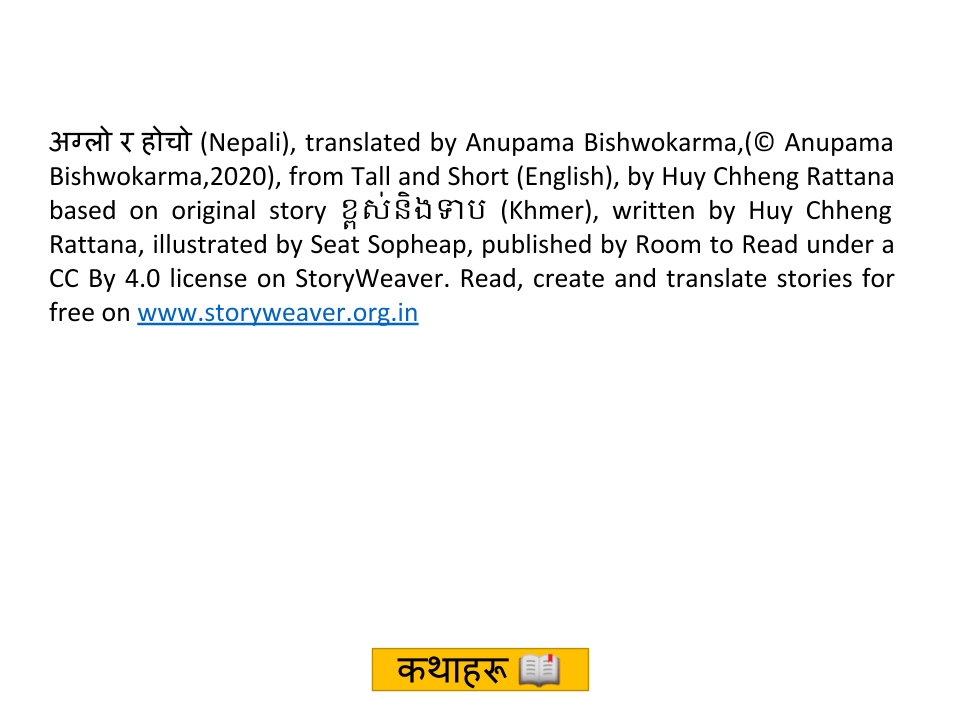 अग्लो र होचो (Nepali), translated by Anupama Bishwokarma,(© Anupama
Bishwokarma,2020), from Tall and Short (English), by Huy Chheng Rattana
based on original story ខ្ពស់និងទាប (Khmer), written by Huy Chheng
Rattana, illustrated by Seat Sopheap, published by Room to Read under a
CC By 4.0 license on StoryWeaver. Read, create and translate stories for
free on www.storyweaver.org.in
कथाहरू 📖